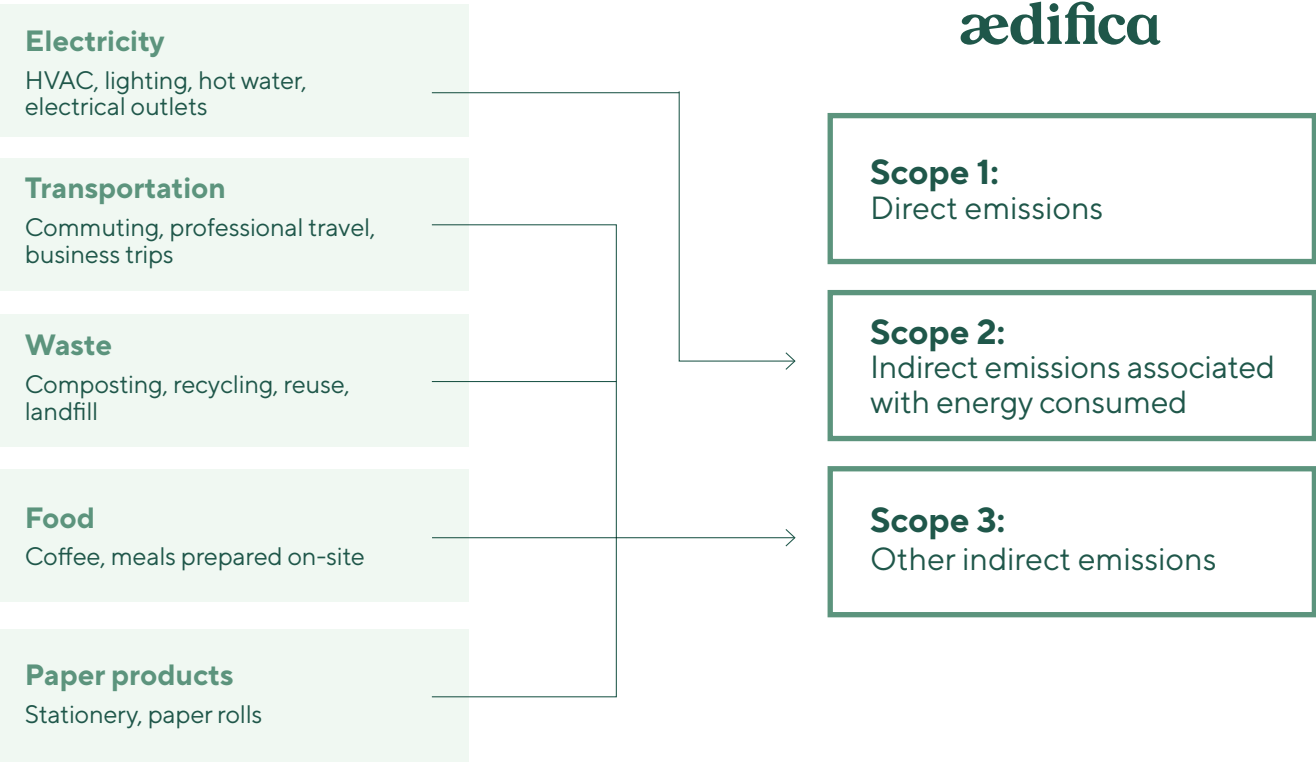 Electricity
HVAC, lighting, hot water,
electrical outlets
Transportation
Commuting, professional travel,
business trips
Waste
Composting, recycling, reuse,
landfill
Food
Coffee, meals prepared on-site
Paper products
Stationery, paper rolls
ædifica
Scope 1:
Direct emissions
Scope 2:
Indirect emissions associated
with energy consumed
Scope 3:
Other indirect emissions